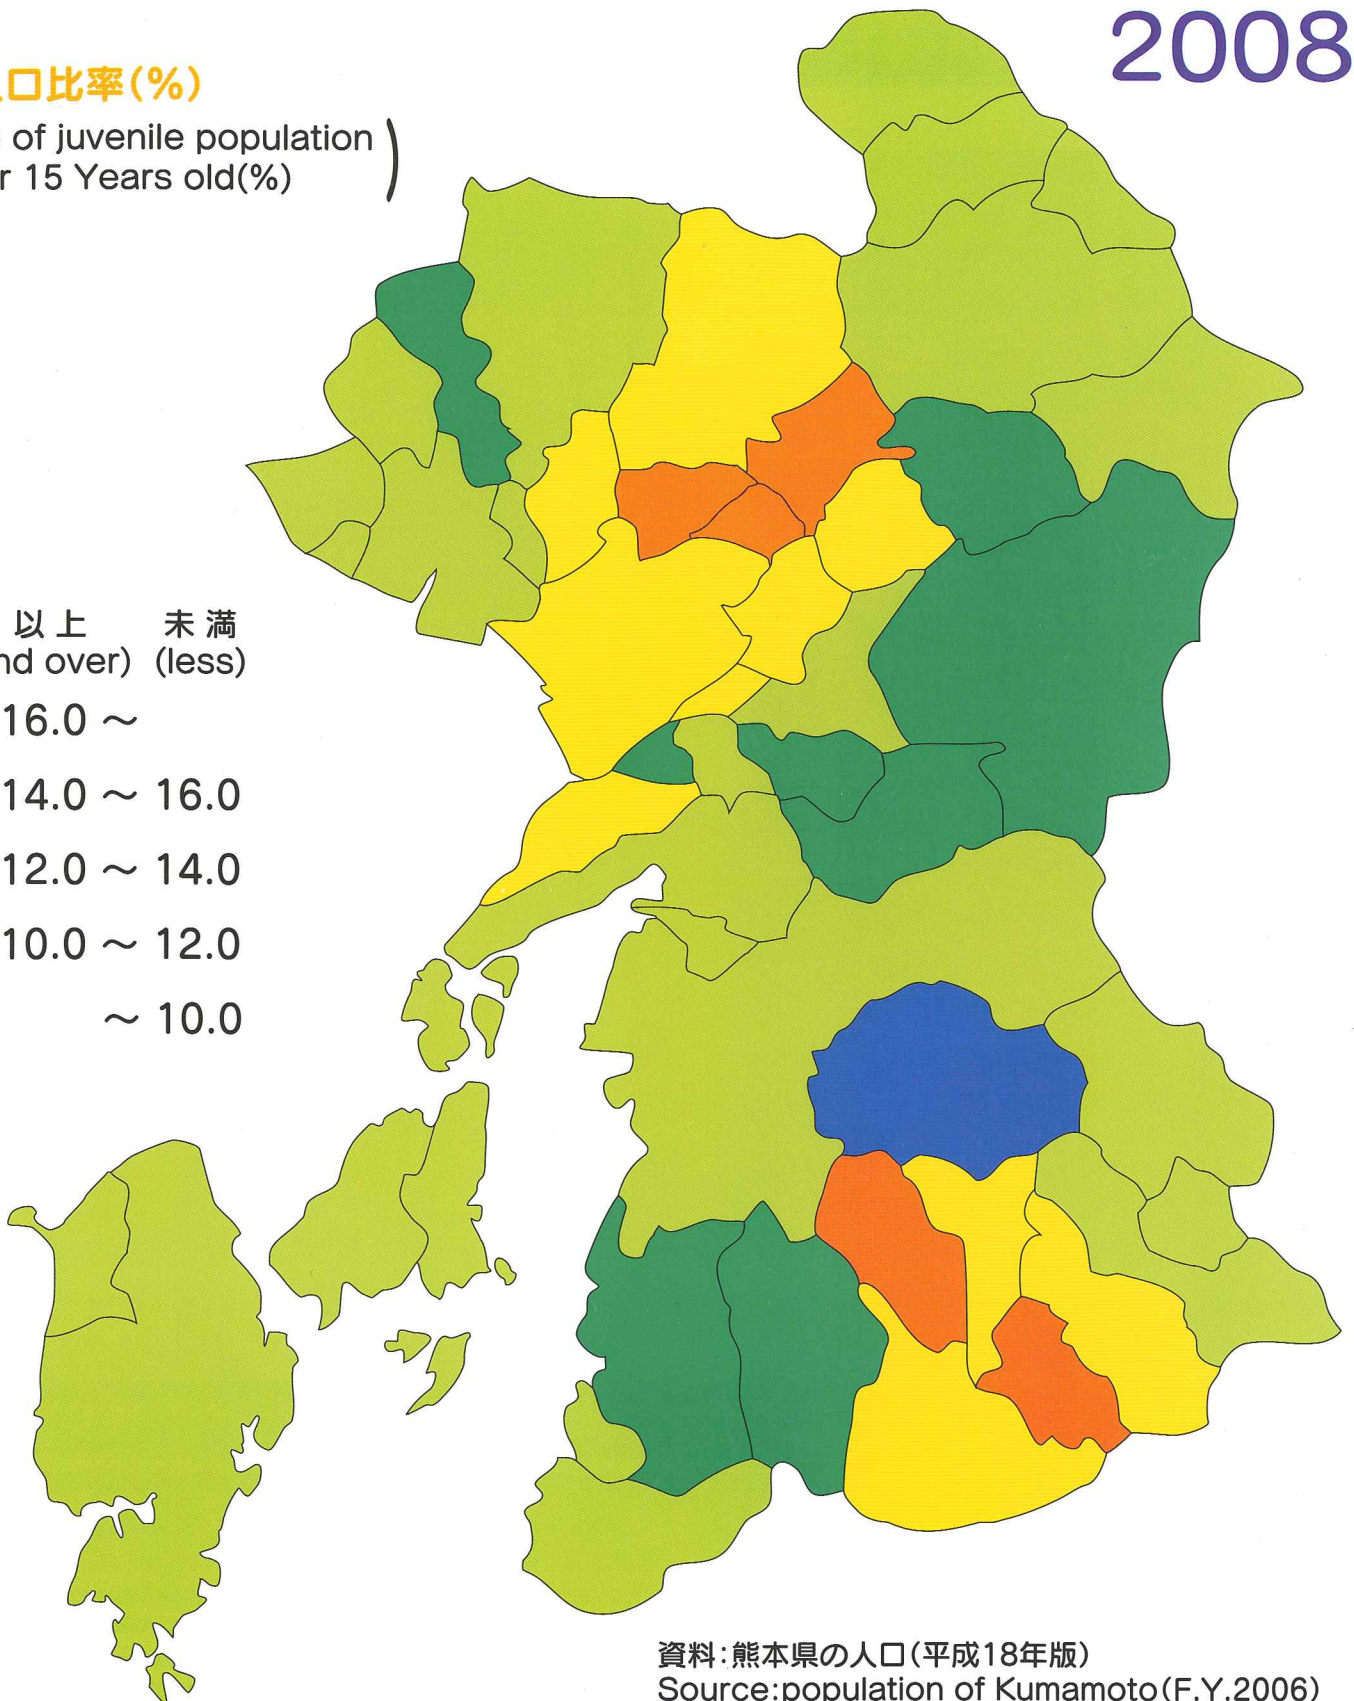 2008
人口比率(%)
of juvenile population
r 15 Years old(%)
以上 未満
nd over) (less)
16.0 ～
14.0 ～ 16.0
12.0 ～ 14.0
10.0 ～ 12.0
～ 10.0
資料:熊本県の人口(平成18年版)
Source:population of Kumamoto(F.Y.2006)